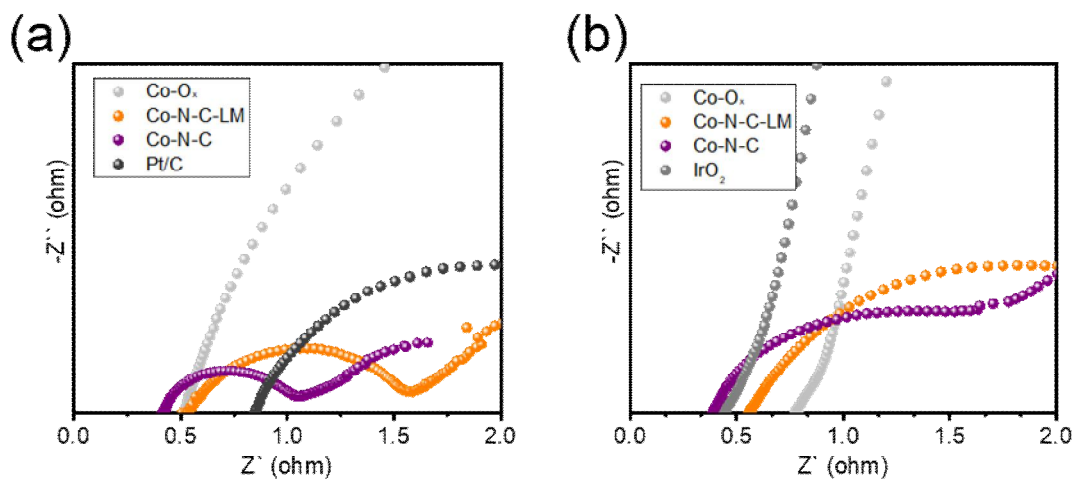 (a)
Co-Oₓ
Co-N-C-LM
Co-N-C
Pt/C
-Z`` (ohm)
0.0 0.5 1.0 1.5 2.0
Z` (ohm)
(b)
Co-Oₓ
Co-N-C-LM
Co-N-C
IrO₂
-Z`` (ohm)
0.0 0.5 1.0 1.5 2.0
Z` (ohm)